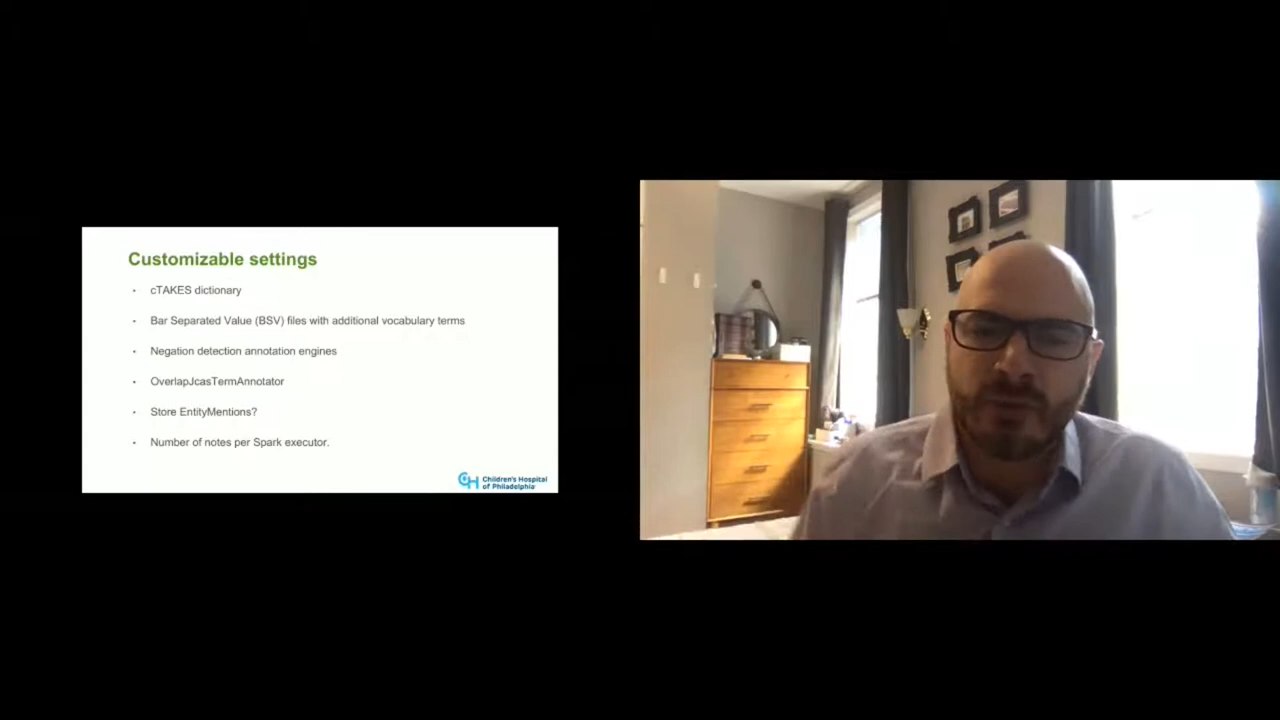 Customizable settings
• cTAKES dictionary
• Bar Separated Value (BSV) files with additional vocabulary terms
• Negation detection annotation engines
• OverlapJcasTermAnnotator
• Store EntityMentions?
• Number of notes per Spark executor.
CH Children's Hospital
of Philadelphia